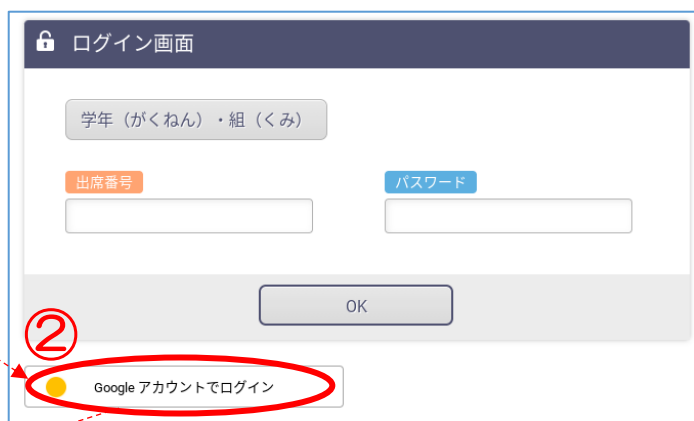 ログイン画面
学年（がくねん）・組（くみ）
出席番号 パスワード
OK
②
Google アカウントでログイン